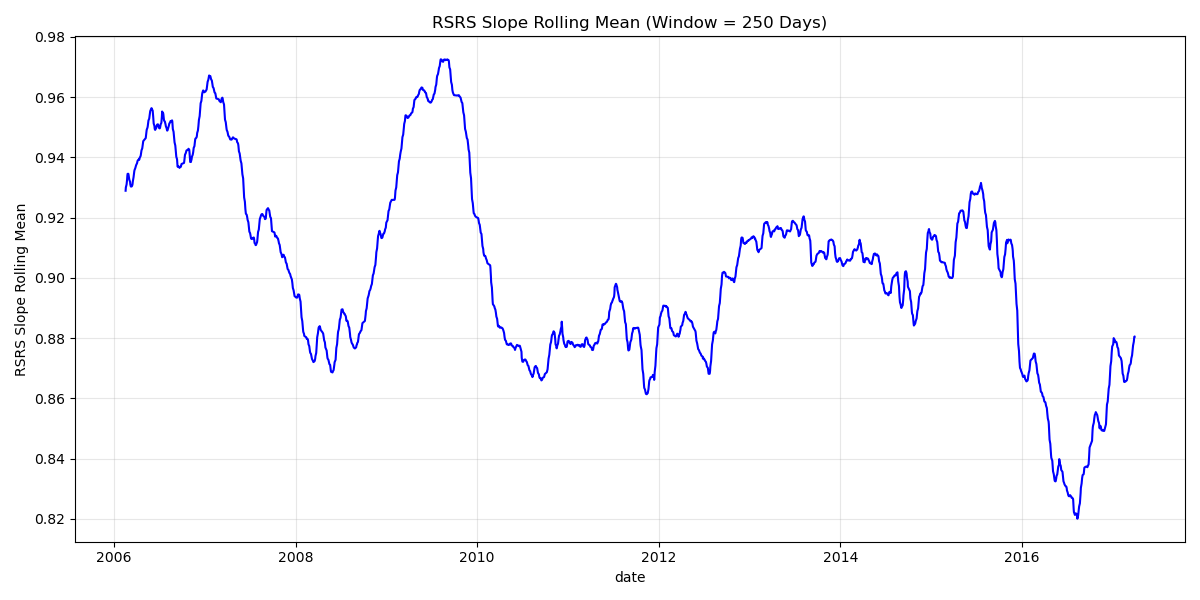 RSRS Slope Rolling Mean (Window = 250 Days)
RSRS Slope Rolling Mean
0.98
0.96
0.94
0.92
0.90
0.88
0.86
0.84
0.82
2006 2008 2010 2012 2014 2016
date